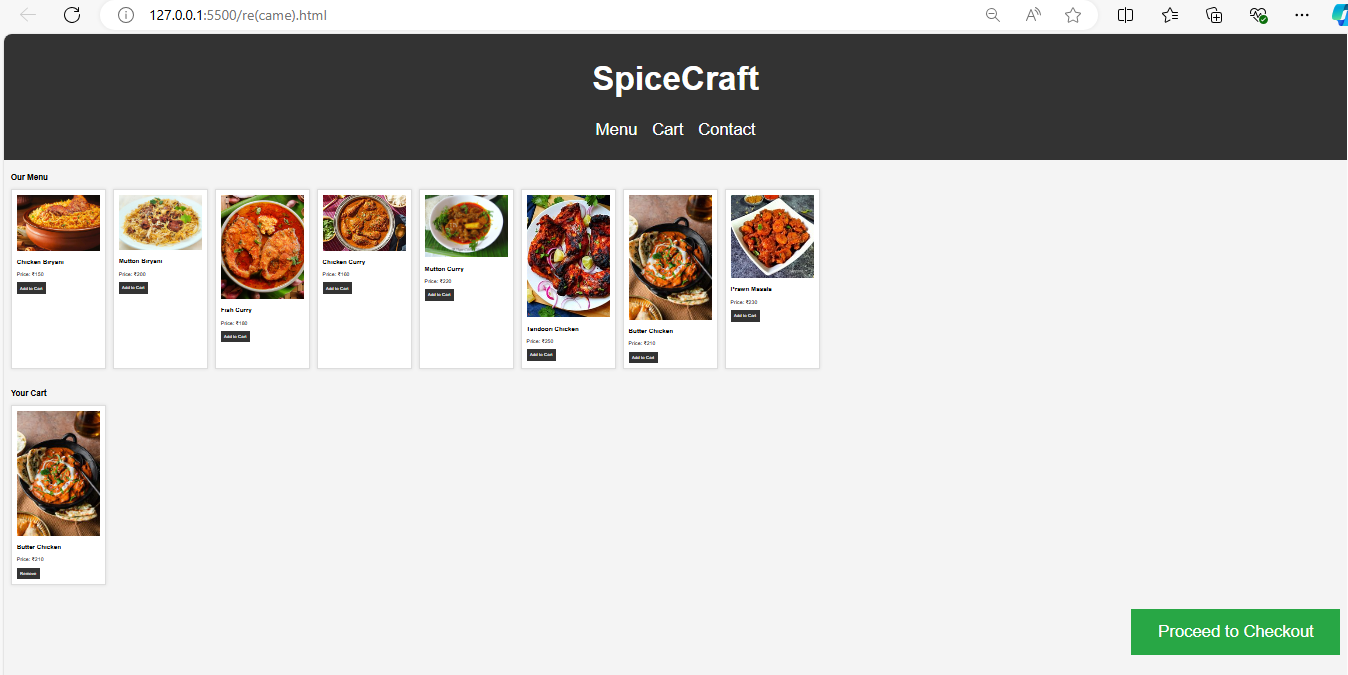 127.0.0.1:5500/re(came).html
SpiceCraft
Menu Cart Contact
Our Menu
Chicken Biryani
Price: ₹150
Add to Cart
Mutton Biryani
Price: ₹200
Add to Cart
Fish Curry
Price: ₹180
Add to Cart
Chicken Curry
Price: ₹160
Add to Cart
Mutton Curry
Price: ₹220
Add to Cart
Tandoori Chicken
Price: ₹250
Add to Cart
Butter Chicken
Price: ₹210
Add to Cart
Prawn Masala
Price: ₹230
Add to Cart
Your Cart
Butter Chicken
Price: ₹210
Remove
Proceed to Checkout